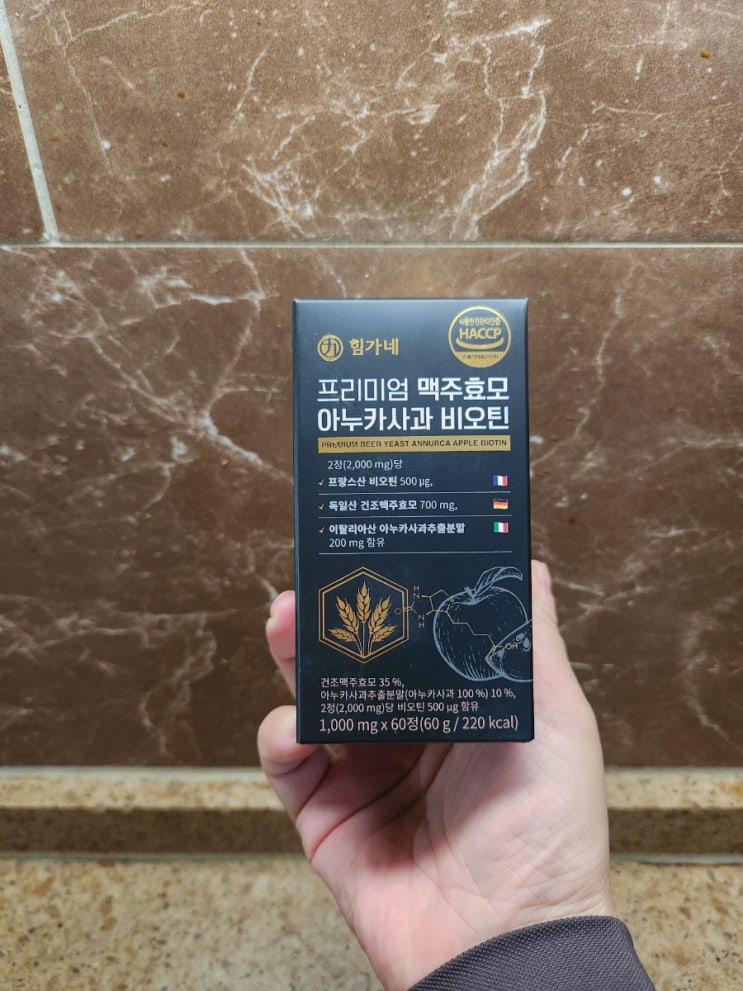 힘가네
식품안전관리인증
HACCP
프리미엄 맥주효모
아누카사과 비오틴
PREMIUM BEER YEAST ANNURCA APPLE BIOTIN
2정(2,000 mg)당
✓ 프랑스산 비오틴 500 µg,
✓ 독일산 건조맥주효모 700 mg,
✓ 이탈리아산 아누카사과추출분말
200 mg 함유
H
N
O
N
H
OH
건조맥주효모 35 %,
아누카사과추출분말(아누카사과 100 %) 10 %,
2정(2,000 mg)당 비오틴 500 µg 함유
1,000 mg x 60정(60 g / 220 kcal)